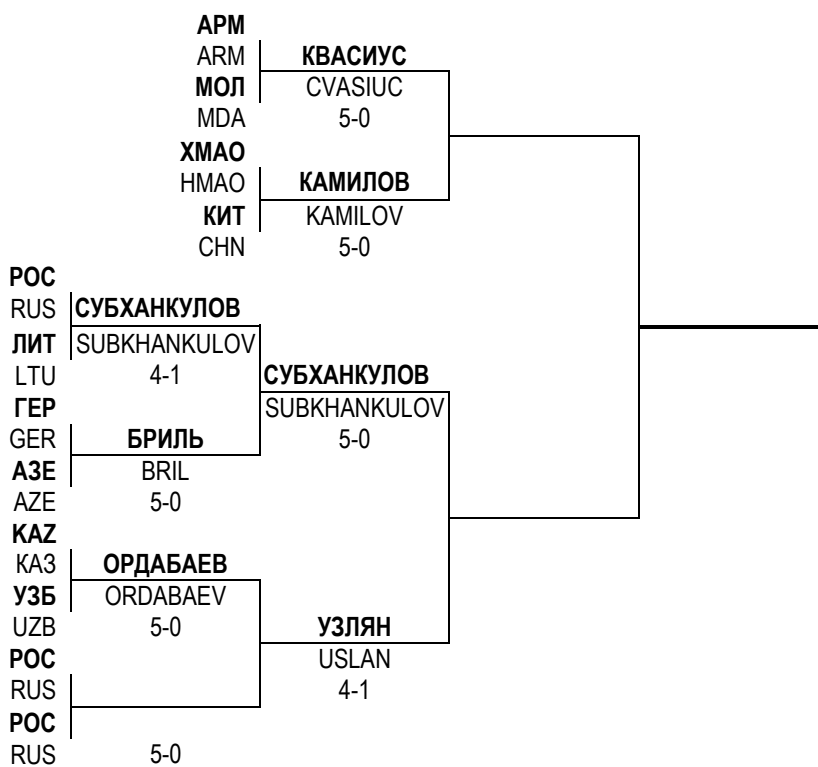 АРМ
ARM КВАСИУС
МОЛ CVASIUC
MDA 5-0
ХМАО
HMAO КАМИЛОВ
КИТ KAMILOV
CHN 5-0
РОС
RUS СУБХАНКУЛОВ
ЛИТ SUBKHANKULOV
LTU 4-1 СУБХАНКУЛОВ
ГЕР SUBKHANKULOV
GER БРИЛЬ 5-0
АЗЕ BRIL
AZE 5-0
KAZ
КАЗ ОРДАБАЕВ
УЗБ ORDABAEV
UZB 5-0 УЗЛЯН
РОС USLAN
RUS 4-1
РОС
RUS 5-0